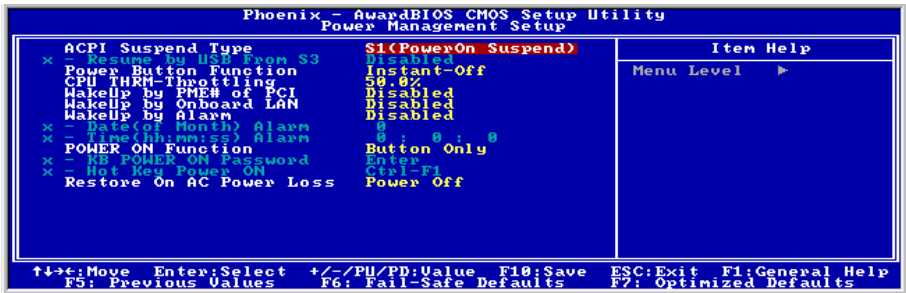 Phoenix - AwardBIOS CMOS Setup Utility
Power Management Setup
ACPI Suspend Type S1(PowerOn Suspend)
x - Resume by USB From S3 Disabled
Power Button Function Instant-Off
CPU THRM-Throttling 50.0%
WakeUp by PME# of PCI Disabled
WakeUp by Onboard LAN Disabled
WakeUp by Alarm Disabled
x - Date(of Month) Alarm 0
x - Time(hh:mm:ss) Alarm 0 : 0 : 0
POWER ON Function Button Only
x - KB POWER ON Password Enter
x - Hot Key Power ON Ctrl-F1
Restore On AC Power Loss Power Off
Item Help
Menu Level ►
↑↓→←:Move Enter:Select +/-/PU/PD:Value F10:Save ESC:Exit F1:General Help
F5: Previous Values F6: Fail-Safe Defaults F7: Optimized Defaults